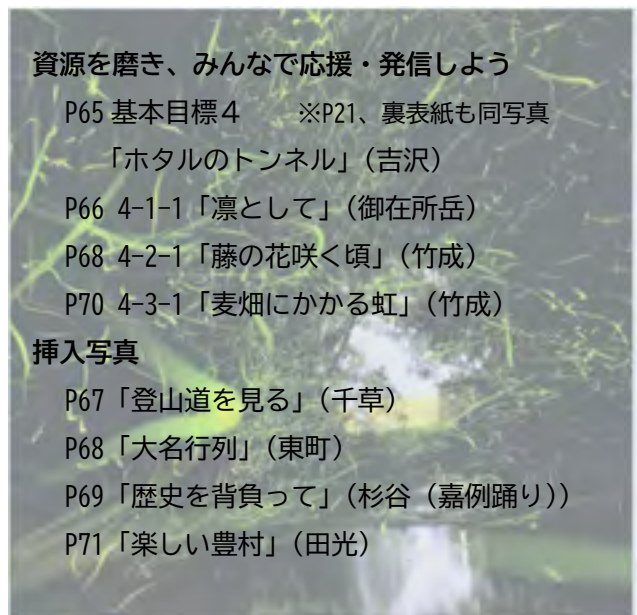 資源を磨き、みんなで応援・発信しよう
P65 基本目標4　　※P21、裏表紙も同写真
「ホタルのトンネル」（吉沢）
P66 4-1-1「凛として」（御在所岳）
P68 4-2-1「藤の花咲く頃」（竹成）
P70 4-3-1「麦畑にかかる虹」（竹成）
挿入写真
P67「登山道を見る」（千草）
P68「大名行列」（東町）
P69「歴史を背負って」（杉谷（嘉例踊り））
P71「楽しい豊村」（田光）